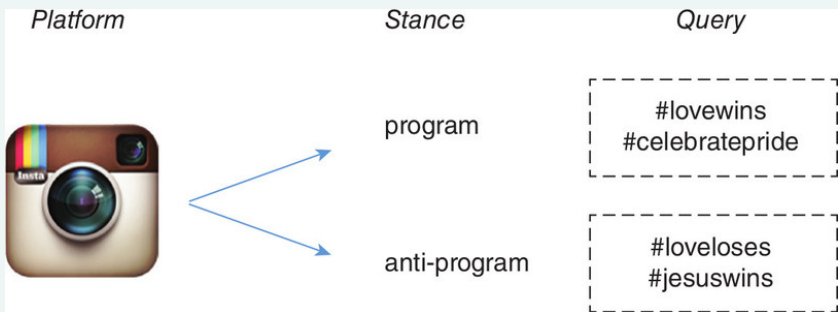 Platform Stance Query
Insta
program
#lovewins
#celebratepride
anti-program
#loveloses
#jesuswins